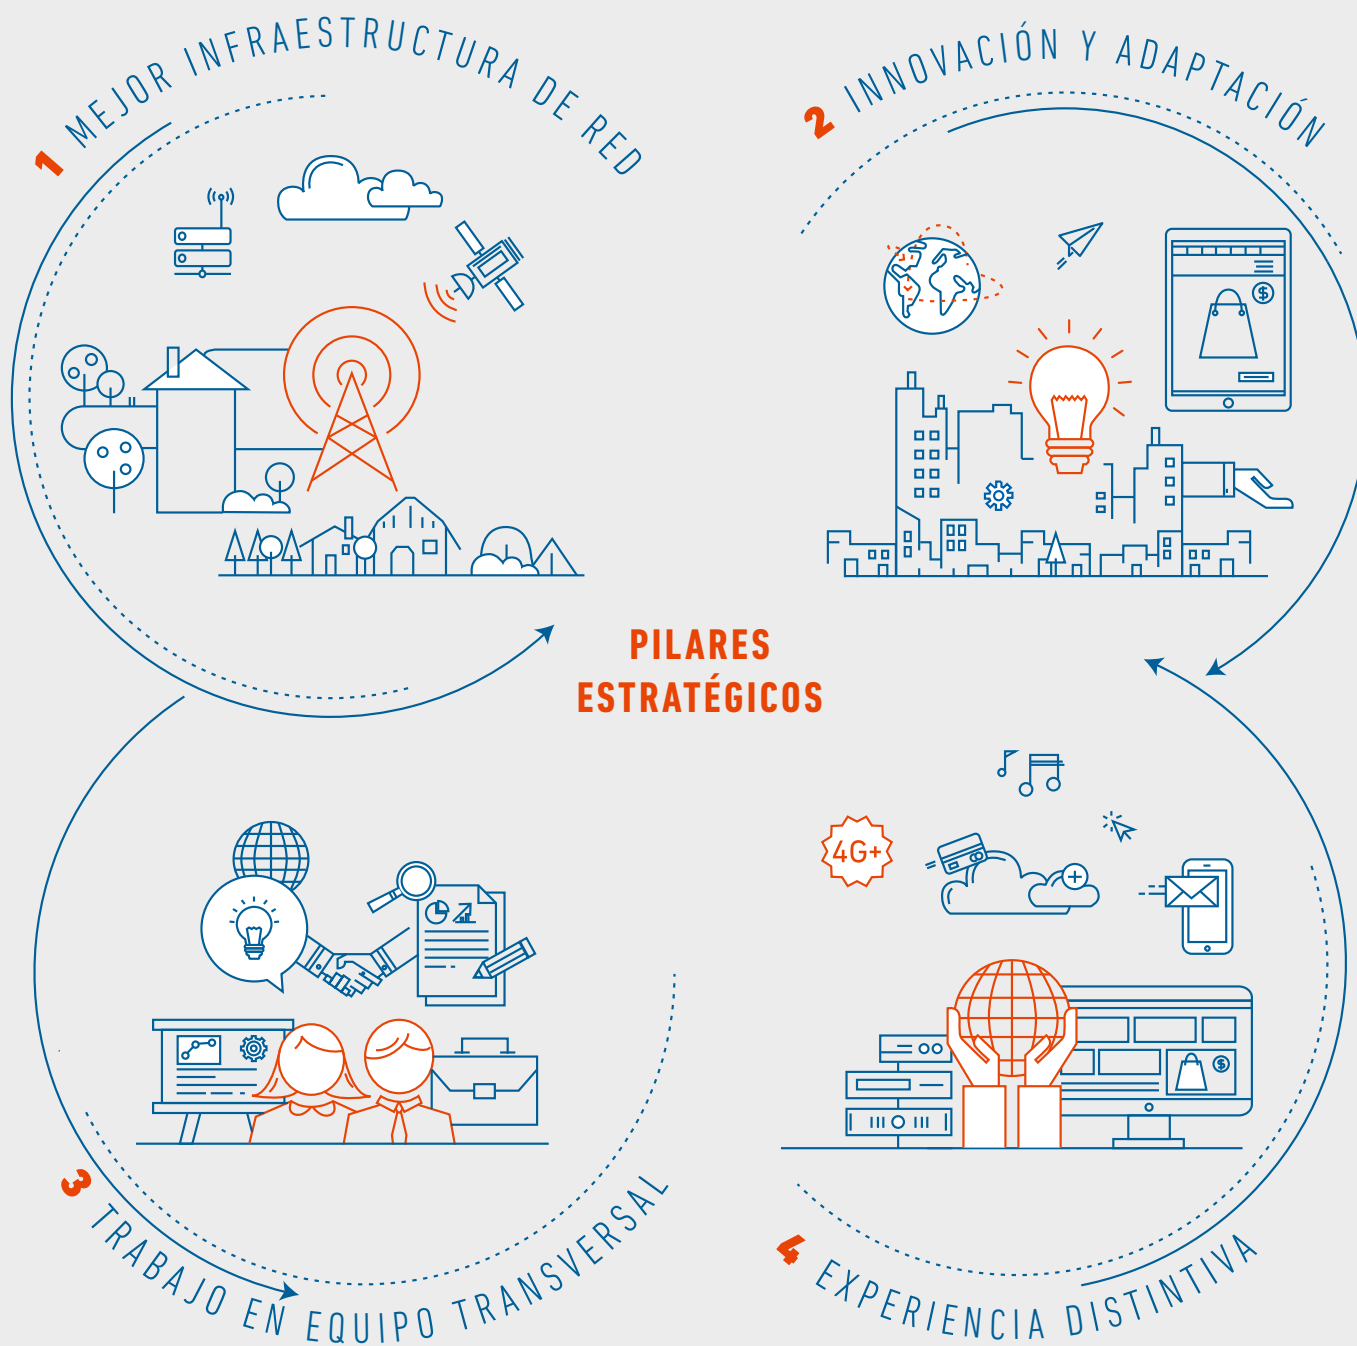 1 MEJOR INFRAESTRUCTURA DE RED
2 INNOVACIÓN Y ADAPTACIÓN
$
PILARES
ESTRATÉGICOS
4G+
$
3 TRABAJO EN EQUIPO TRANSVERSAL
4 EXPERIENCIA DISTINTIVA